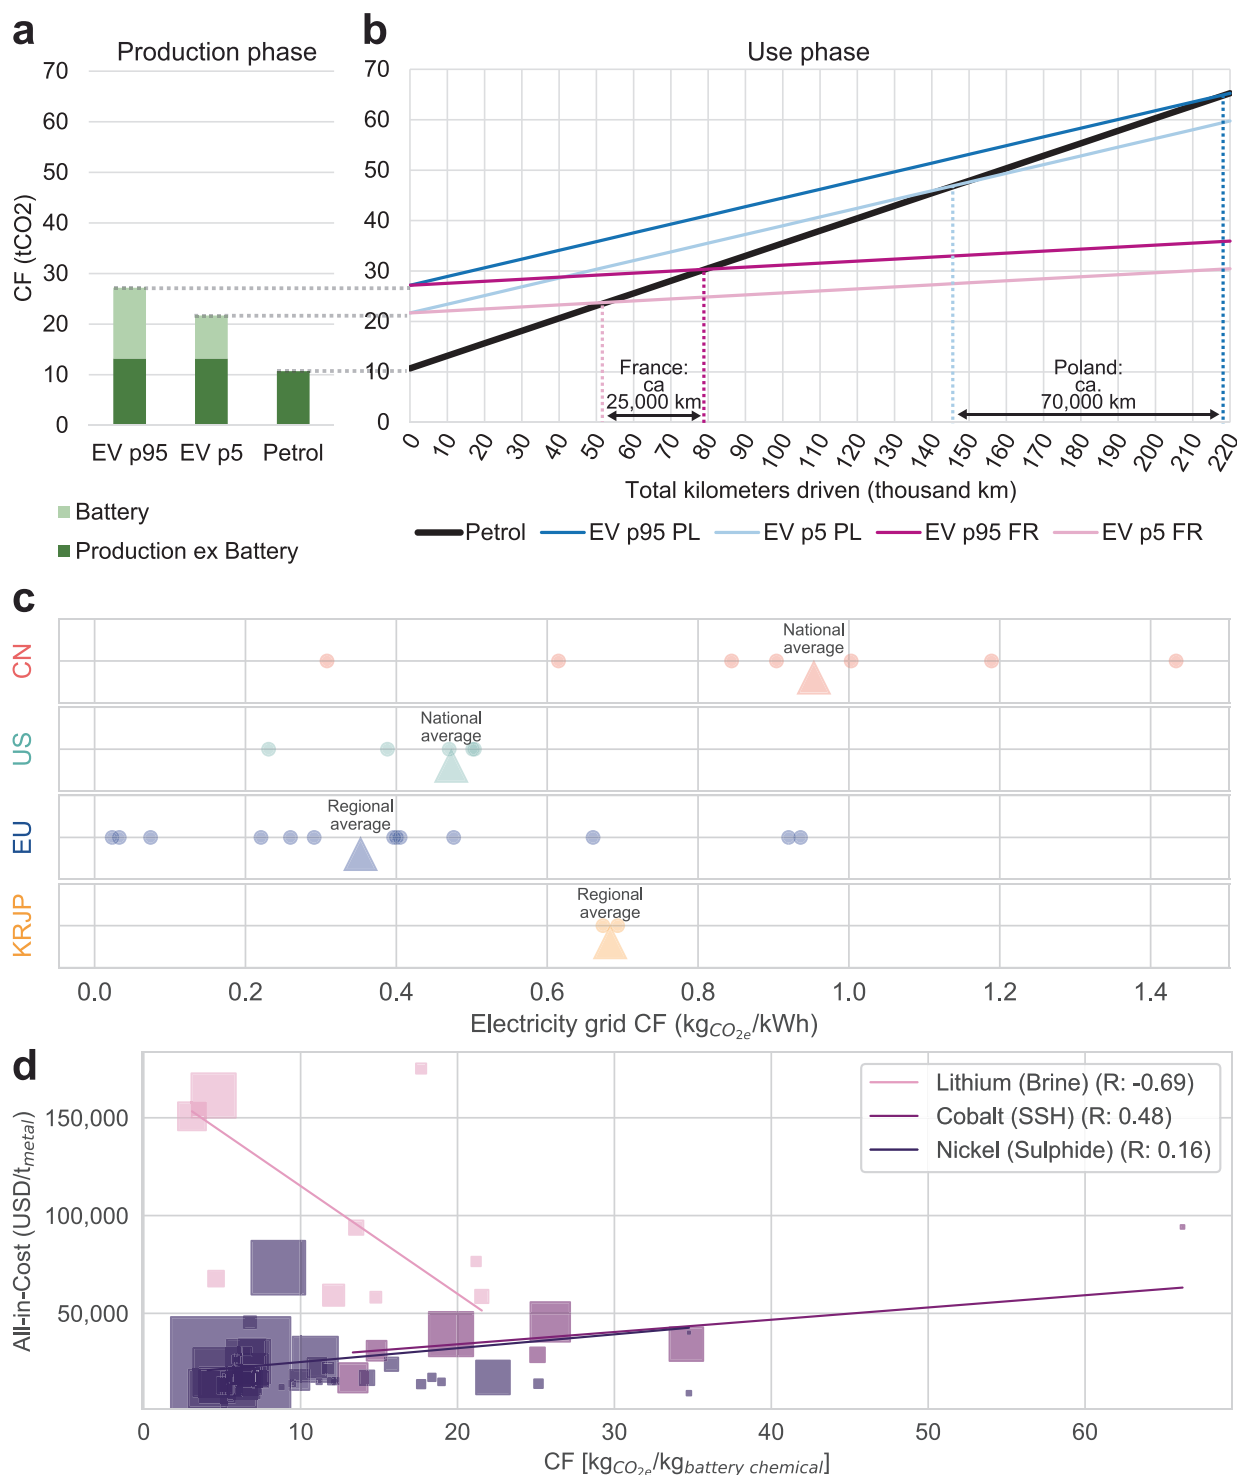 a
Production phase
70
60
50
40
30
20
10
0
CF (tCO2)
EV p95 EV p5 Petrol
Battery
Production ex Battery
b
Use phase
70
60
50
40
30
20
10
0
France:
ca
25,000 km
Poland:
ca.
70,000 km
0 10 20 30 40 50 60 70 80 90 100 110 120 130 140 150 160 170 180 190 200 210 220
Total kilometers driven (thousand km)
Petrol EV p95 PL EV p5 PL EV p95 FR EV p5 FR
c
CN
National
average
US
National
average
EU
Regional
average
KRJP
Regional
average
0.0 0.2 0.4 0.6 0.8 1.0 1.2 1.4
Electricity grid CF (kg_CO2e/kWh)
d
All-in-Cost (USD/t_metal)
150,000
100,000
50,000
Lithium (Brine) (R: -0.69)
Cobalt (SSH) (R: 0.48)
Nickel (Sulphide) (R: 0.16)
0 10 20 30 40 50 60
CF [kg_CO2e/kg_battery chemical]